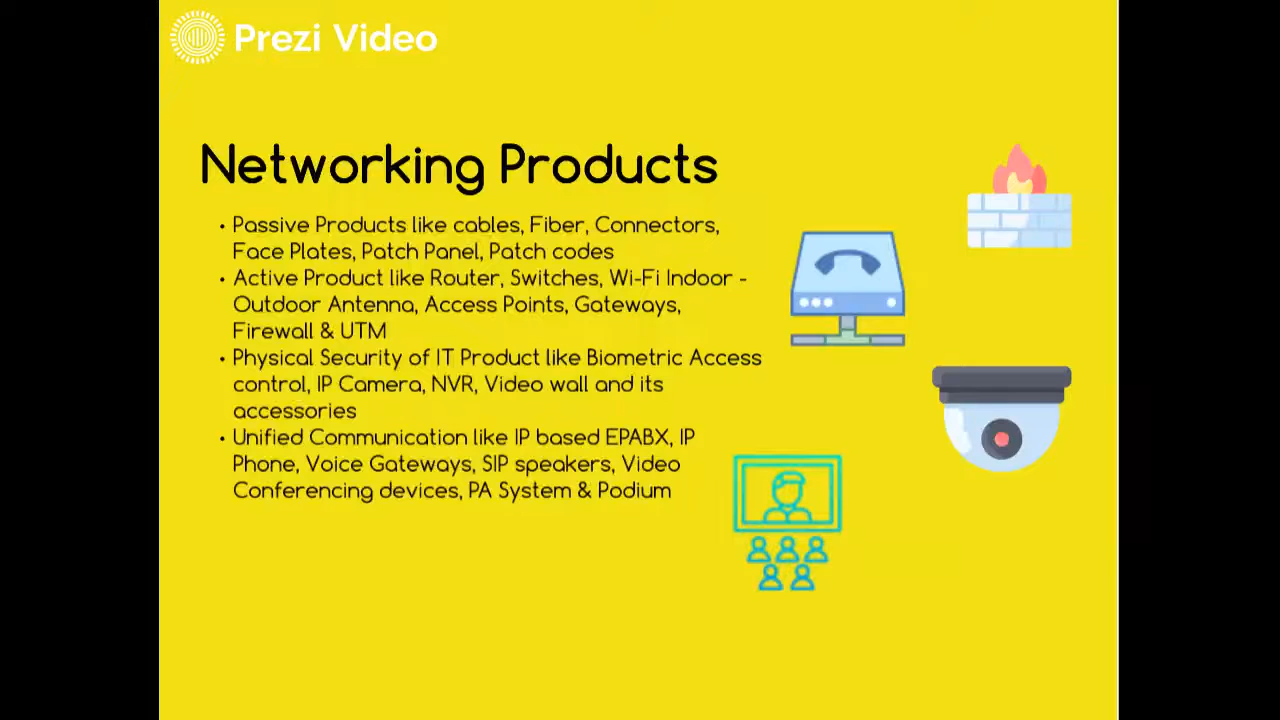 Prezi Video
Networking Products
• Passive Products like cables, Fiber, Connectors,
Face Plates, Patch Panel, Patch codes
• Active Product like Router, Switches, Wi-Fi Indoor -
Outdoor Antenna, Access Points, Gateways,
Firewall & UTM
• Physical Security of IT Product like Biometric Access
control, IP Camera, NVR, Video wall and its
accessories
• Unified Communication like IP based EPABX, IP
Phone, Voice Gateways, SIP speakers, Video
Conferencing devices, PA System & Podium